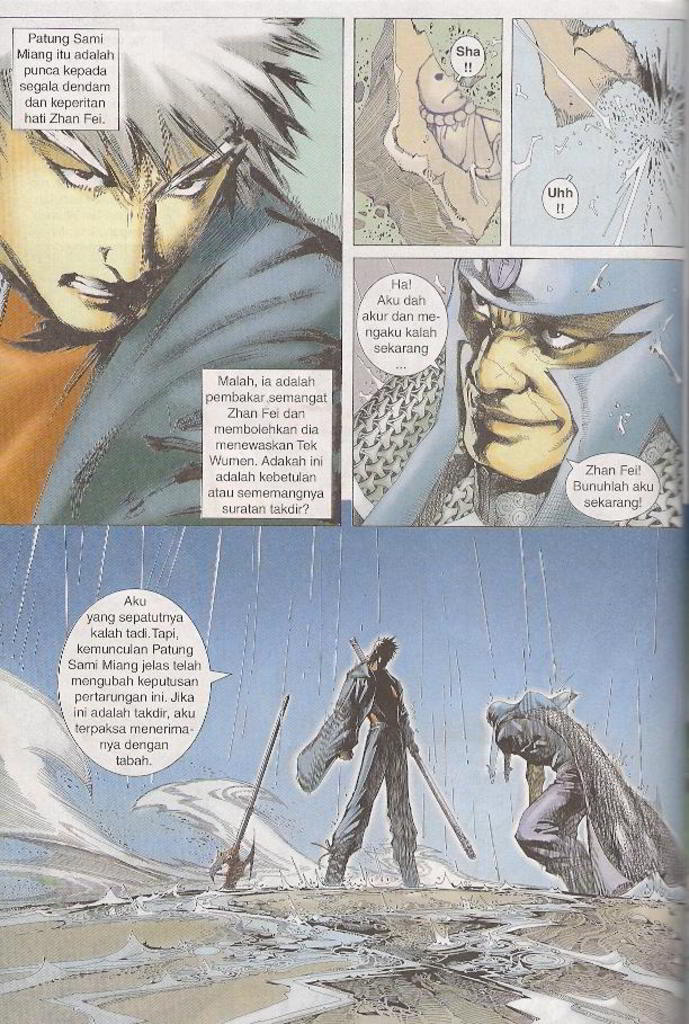 Patung Sami
Miang itu adalah
punca kepada
segala dendam
dan keperitan
hati Zhan Fei.
Malah, ia adalah
pembakar semangat
Zhan Fei dan
membolehkan dia
menewaskan Tek
Wumen. Adakah ini
adalah kebetulan
atau sememangnya
suratan takdir?
Sha
!!
Uhh
!!
Ha!
Aku dah
akur dan me-
ngaku kalah
sekarang
...
Zhan Fei!
Bunuhlah aku
sekarang!
Aku
yang sepatutnya
kalah tadi. Tapi,
kemunculan Patung
Sami Miang jelas telah
mengubah keputusan
pertarungan ini. Jika
ini adalah takdir, aku
terpaksa menerima-
nya dengan
tabah.